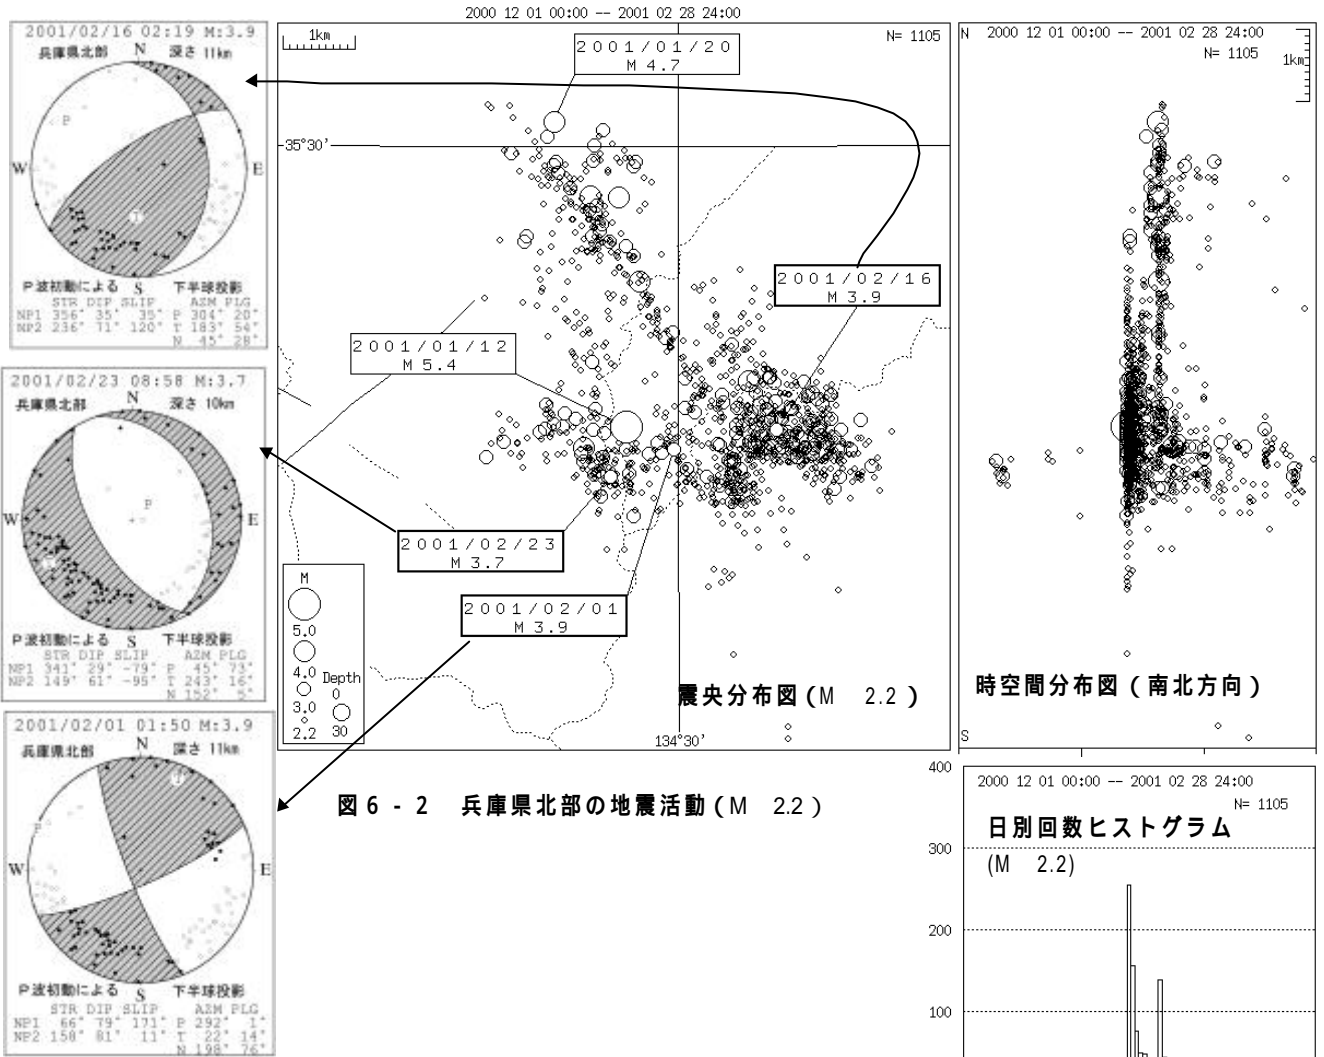 2001/02/16 02:19 M:3.9
兵庫県北部 N 深さ 11km
P
W E
T
P波初動による S 下半球投影
STR DIP SLIP AZM PLG
NP1 356° 35° 35° P 304° 20°
NP2 236° 71° 120° T 183° 54°
N 45° 28°
2001/02/23 08:58 M:3.7
兵庫県北部 N 深さ 10km
P
W E
P波初動による S 下半球投影
STR DIP SLIP AZM PLG
NP1 341° 29° -79° P 45° 73°
NP2 149° 61° -95° T 243° 16°
N 152° 5°
2001/02/01 01:50 M:3.9
兵庫県北部 N 深さ 11km
T
P
W E
P波初動による S 下半球投影
STR DIP SLIP AZM PLG
NP1 66° 79° 171° P 292° 1°
NP2 158° 81° 11° T 22° 14°
N 198° 76°
2000 12 01 00:00 -- 2001 02 28 24:00
1km
N= 1105
2001/01/20
M 4.7
35°30'
2001/02/16
M 3.9
2001/01/12
M 5.4
2001/02/23
M 3.7
2001/02/01
M 3.9
M
5.0
4.0
3.0
2.2
Depth
0
30
震央分布図(M 2.2)
134°30'
N 2000 12 01 00:00 -- 2001 02 28 24:00
N= 1105
1km
時空間分布図(南北方向)
S
図6-2 兵庫県北部の地震活動(M 2.2)
400
2000 12 01 00:00 -- 2001 02 28 24:00
N= 1105
日別回数ヒストグラム
(M 2.2)
300
200
100